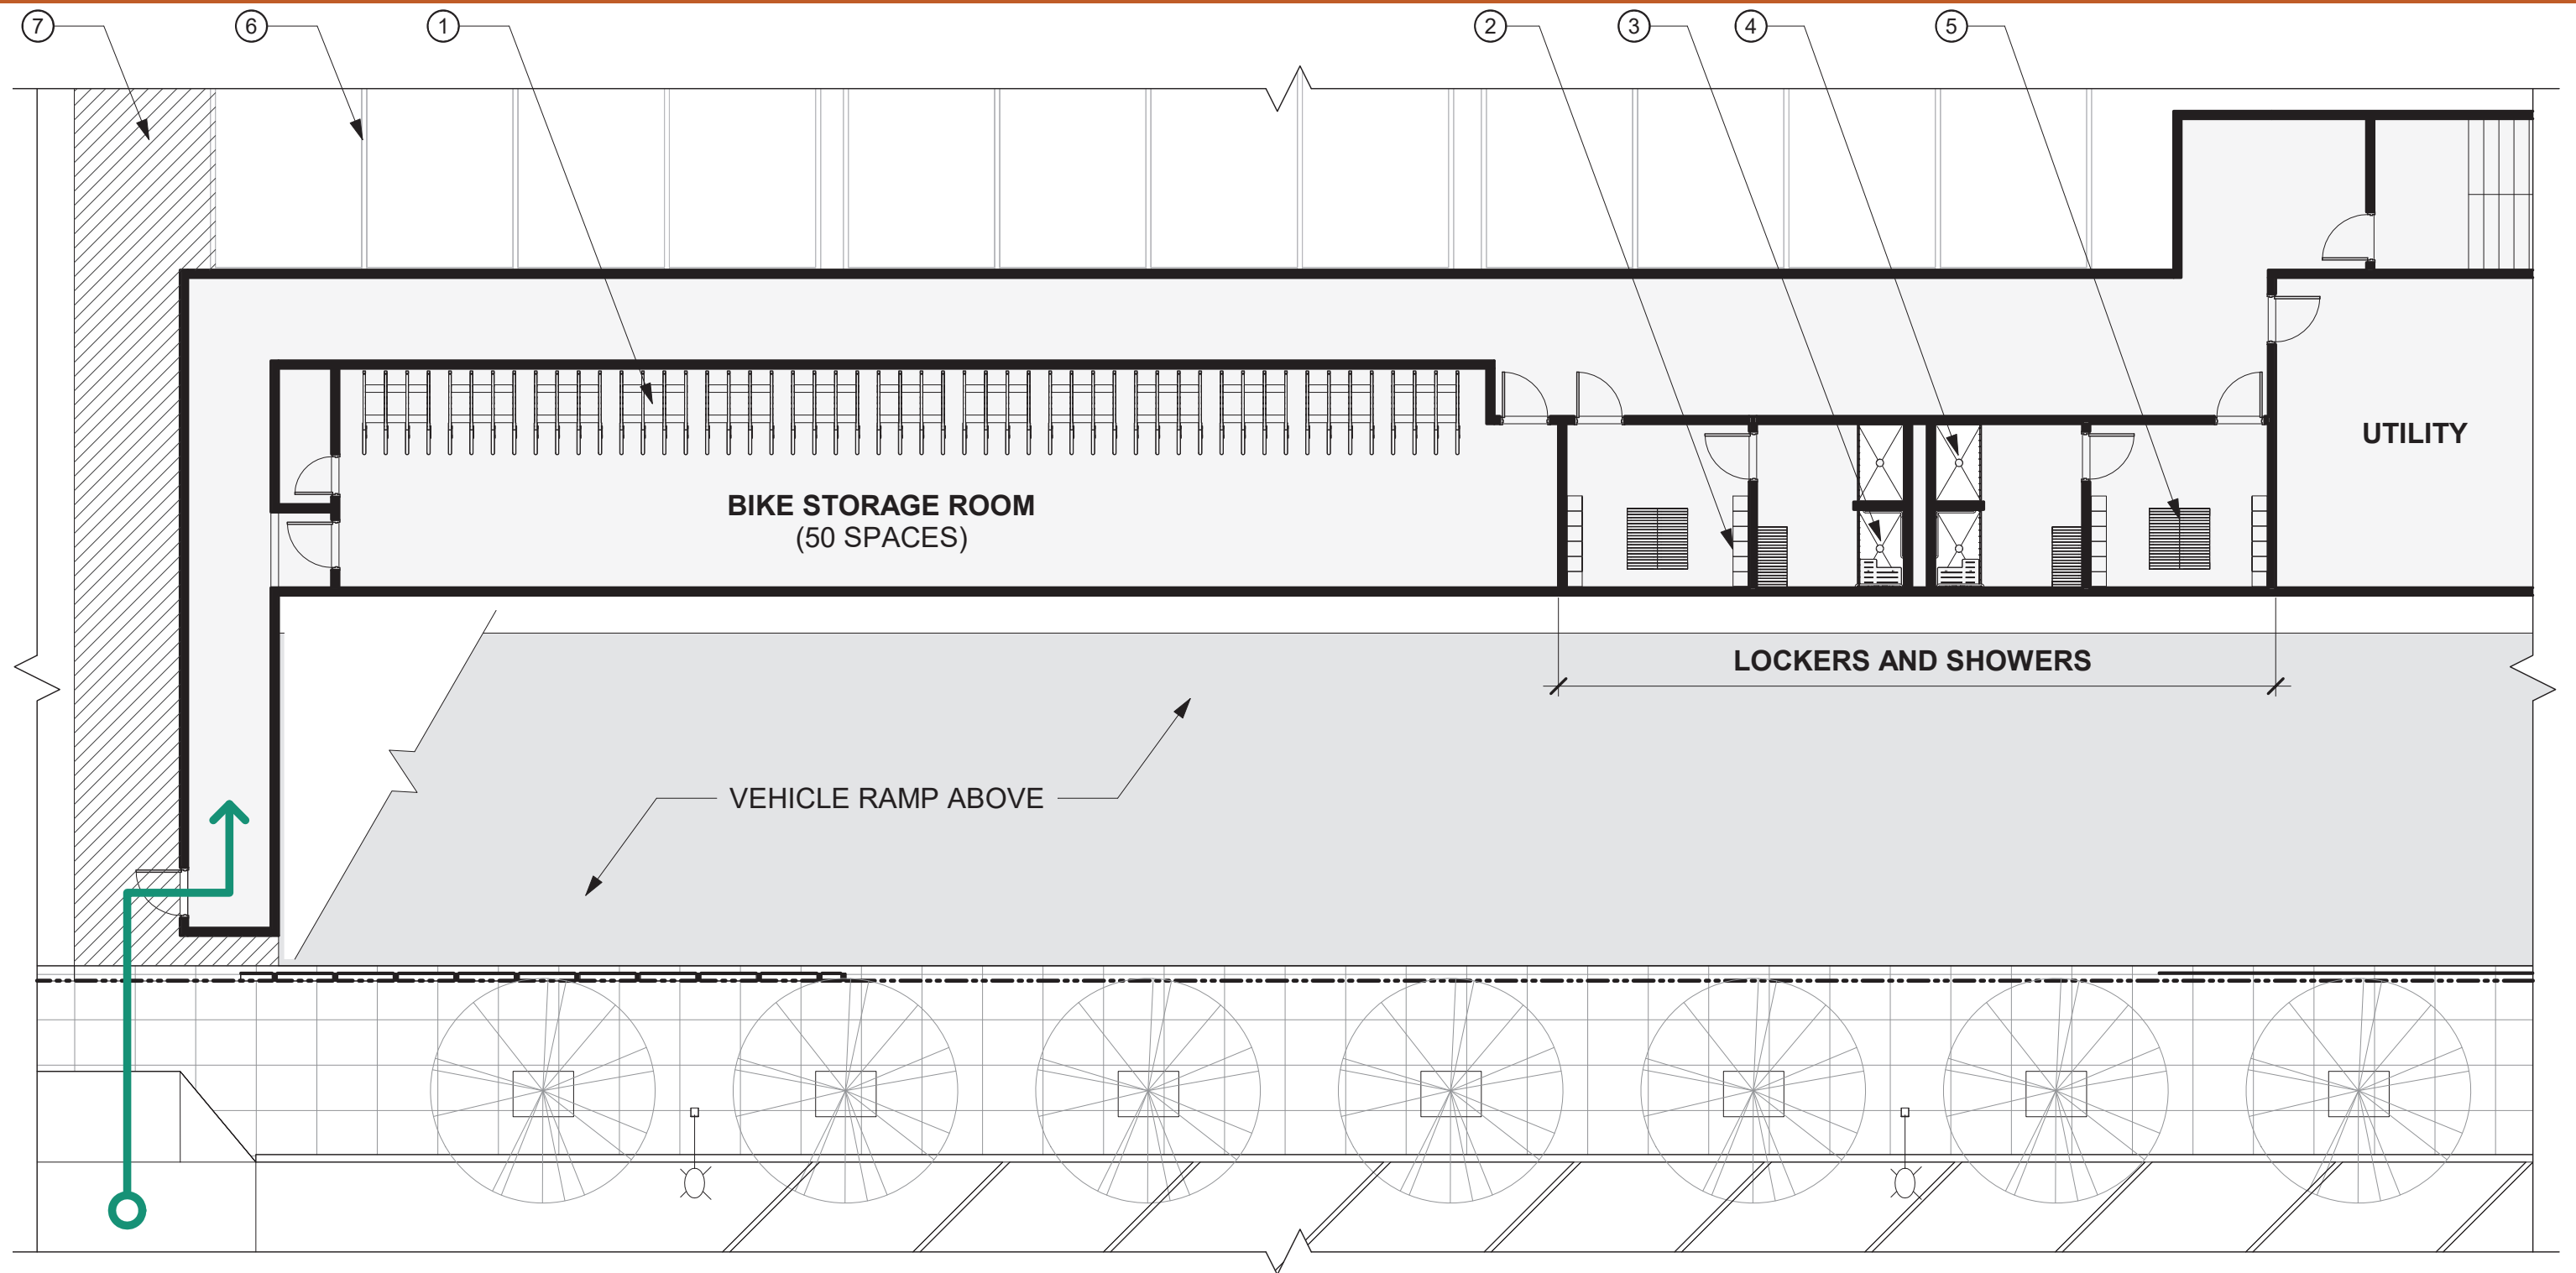 7
6
1
2
3
4
5
UTILITY
BIKE STORAGE ROOM
(50 SPACES)
LOCKERS AND SHOWERS
VEHICLE RAMP ABOVE